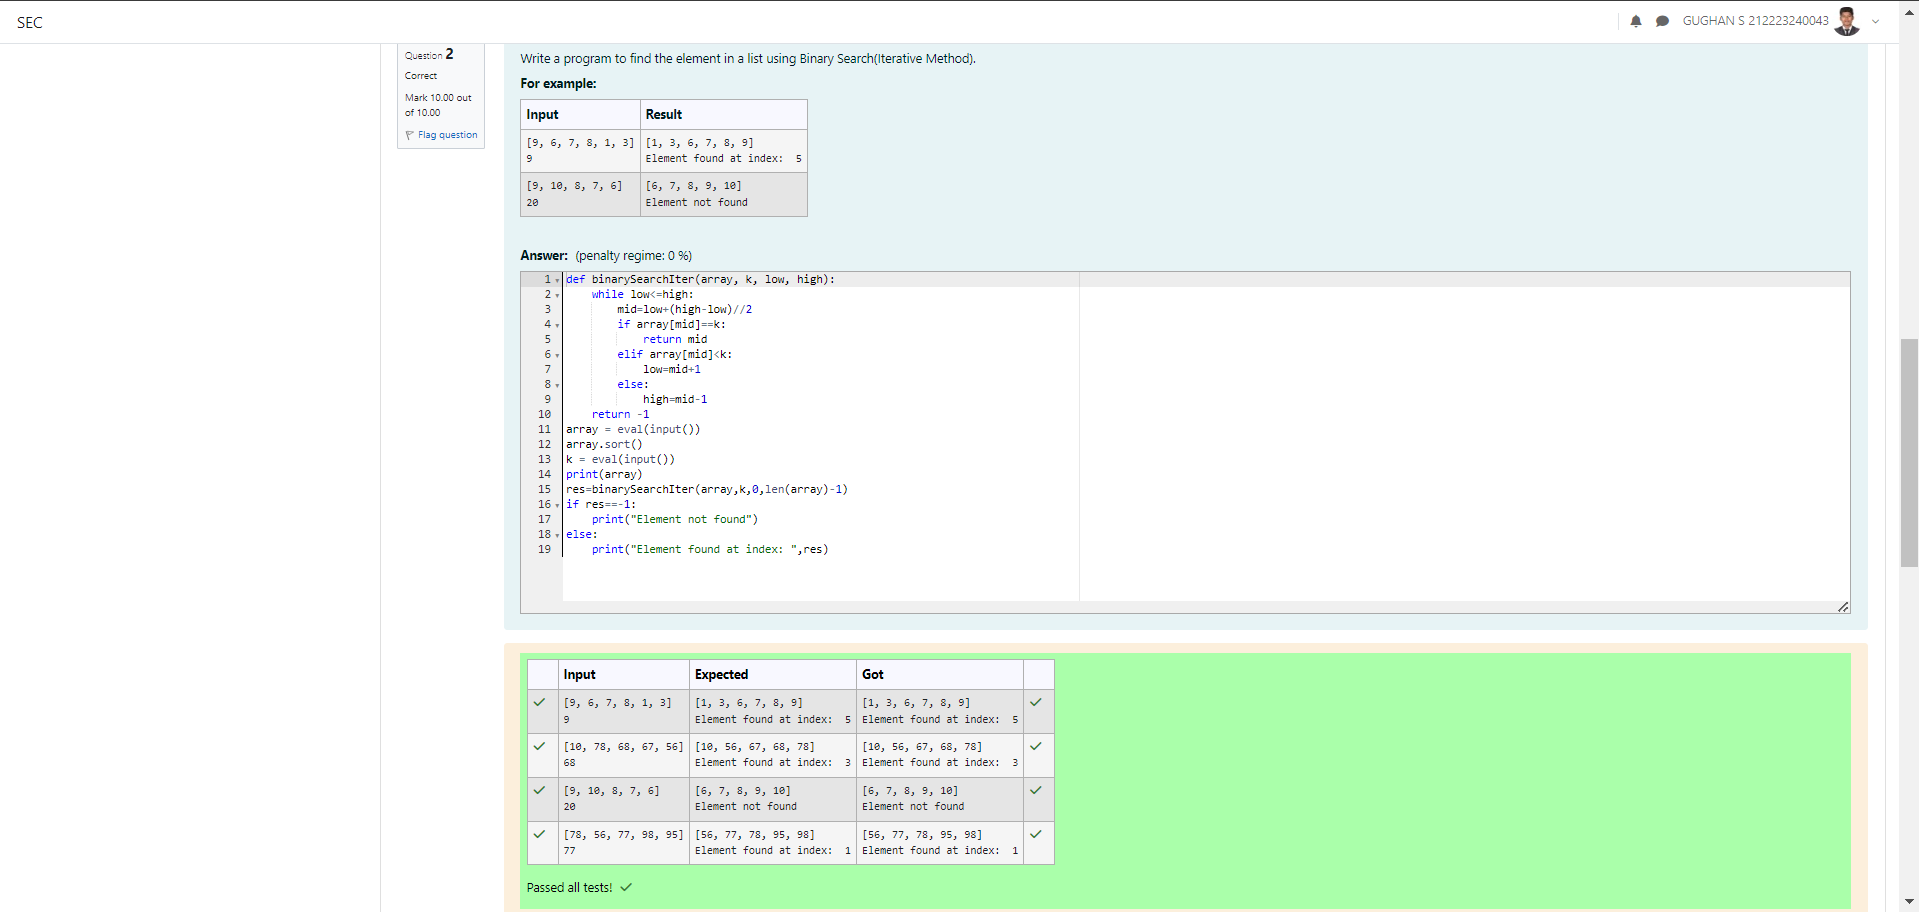 SEC
GUGHAN S 212223240043
Question 2
Correct
Mark 10.00 out
of 10.00
Flag question
Write a program to find the element in a list using Binary Search(Iterative Method).
For example:
Input Result
[9, 6, 7, 8, 1, 3] [1, 3, 6, 7, 8, 9]
9 Element found at index:  5
[9, 10, 8, 7, 6] [6, 7, 8, 9, 10]
20 Element not found
Answer: (penalty regime: 0 %)
1 def binarySearchIter(array, k, low, high):
2     while low<=high:
3         mid=low+(high-low)//2
4         if array[mid]==k:
5             return mid
6         elif array[mid]<k:
7             low=mid+1
8         else:
9             high=mid-1
10     return -1
11 array = eval(input())
12 array.sort()
13 k = eval(input())
14 print(array)
15 res=binarySearchIter(array,k,0,len(array)-1)
16 if res==-1:
17     print("Element not found")
18 else:
19     print("Element found at index: ",res)
Input Expected Got
[9, 6, 7, 8, 1, 3] [1, 3, 6, 7, 8, 9] [1, 3, 6, 7, 8, 9]
9 Element found at index:  5 Element found at index:  5
[10, 78, 68, 67, 56] [10, 56, 67, 68, 78] [10, 56, 67, 68, 78]
68 Element found at index:  3 Element found at index:  3
[9, 10, 8, 7, 6] [6, 7, 8, 9, 10] [6, 7, 8, 9, 10]
20 Element not found Element not found
[78, 56, 77, 98, 95] [56, 77, 78, 95, 98] [56, 77, 78, 95, 98]
77 Element found at index:  1 Element found at index:  1
Passed all tests!